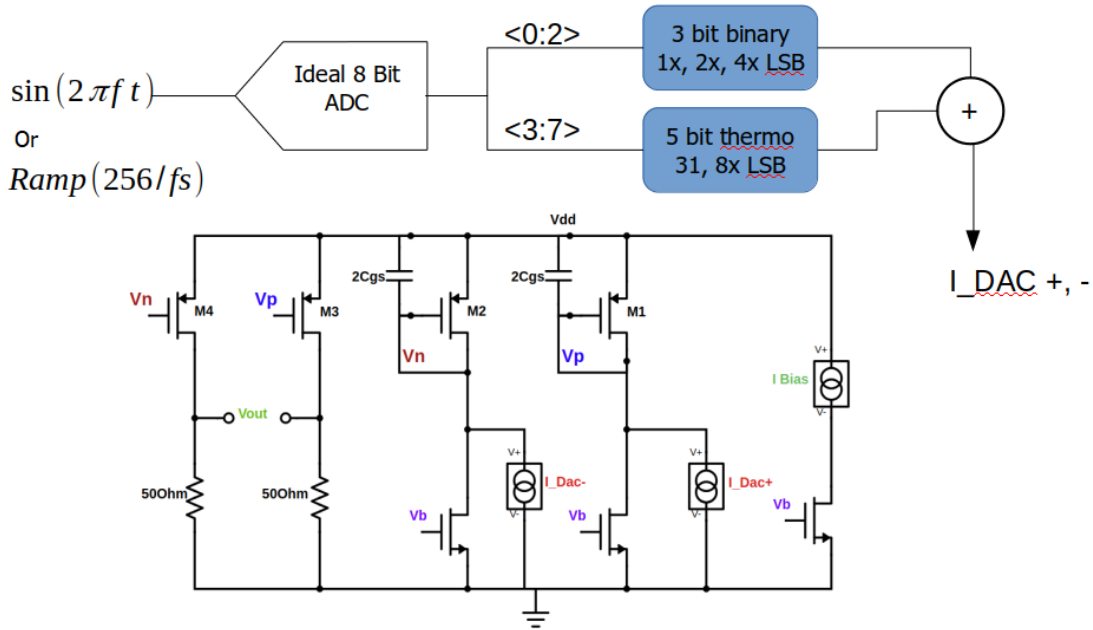 <0:2>
3 bit binary
1x, 2x, 4x LSB
sin(2πf t)
Ideal 8 Bit
ADC
+
Or
<3:7>
5 bit thermo
31, 8x LSB
Ramp(256/fs)
Vdd
I_DAC +, -
2Cgs
2Cgs
Vn
Vp
M4
M3
M2
M1
Vn
Vp
V+
I Bias
V-
Vout
V+
V+
50Ohm
50Ohm
I_Dac-
I_Dac+
V-
V-
Vb
Vb
Vb